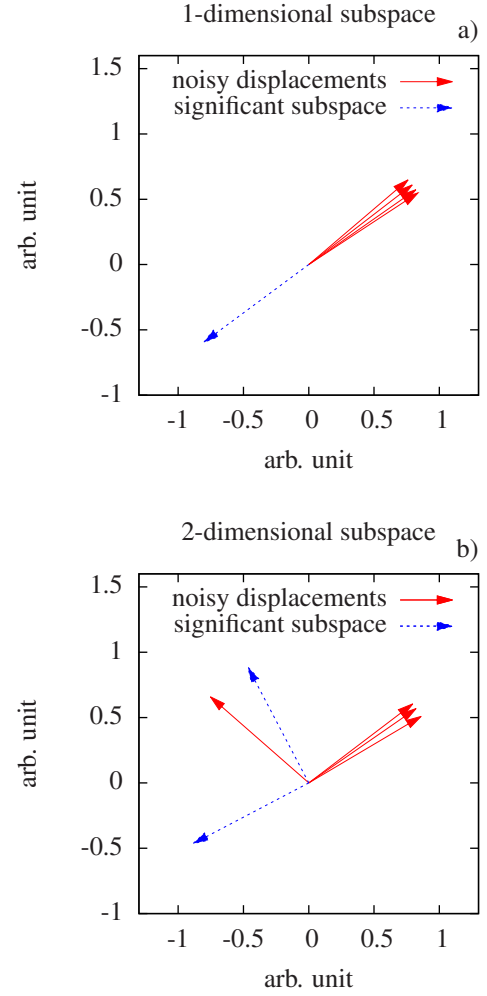 1-dimensional subspace
a)
noisy displacements
significant subspace
1.5
1
0.5
0
-0.5
-1
arb. unit
-1 -0.5 0 0.5 1
arb. unit
2-dimensional subspace
b)
noisy displacements
significant subspace
1.5
1
0.5
0
-0.5
-1
arb. unit
-1 -0.5 0 0.5 1
arb. unit